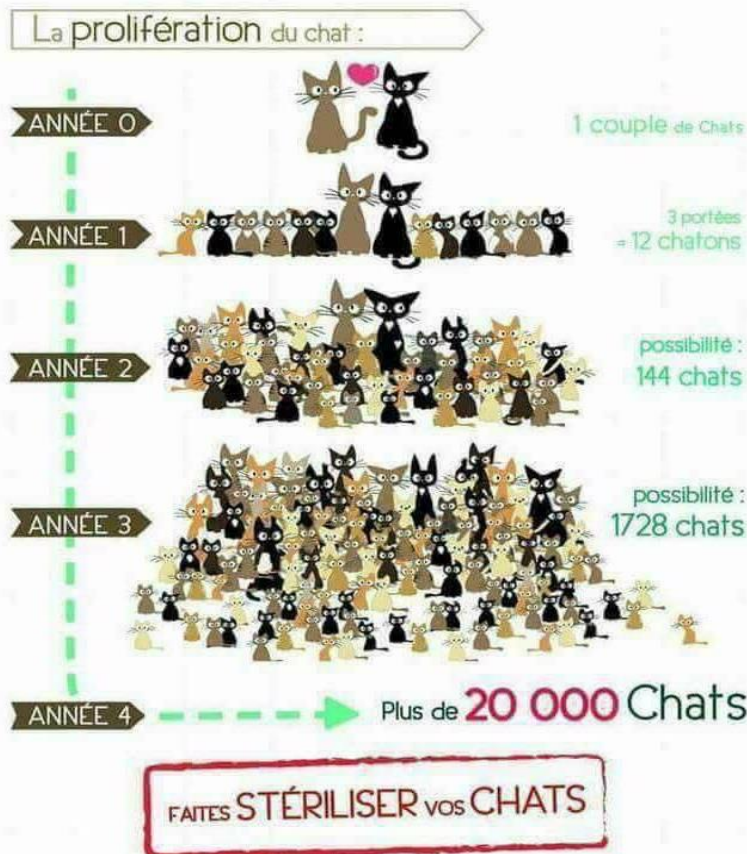 La prolifération du chat :
ANNÉE 0
1 couple de Chats
ANNÉE 1
3 portées
= 12 chatons
ANNÉE 2
possibilité :
144 chats
ANNÉE 3
possibilité :
1728 chats
ANNÉE 4
Plus de 20 000 Chats
FAITES STÉRILISER VOS CHATS